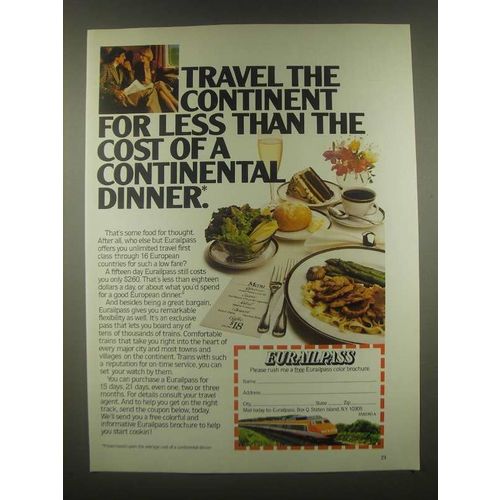 TRAVEL THE
CONTINENT
FOR LESS THAN THE
COST OF A
CONTINENTAL
DINNER.*
That's some food for thought.
After all, who else but Eurailpass
offers you unlimited travel first
class through 16 European
countries for such a low fare?
A fifteen day Eurailpass still costs
you only $260. That's less than eighteen
dollars a day, or about what you'd
spend for a good European dinner.*
And besides being a great bargain,
Eurailpass gives you remarkable
flexibility as well. It's an exclusive
pass that lets you board any of
tens of thousands of trains. Comfortable
trains that take you right into the heart of
every major city and most towns and
villages on the continent. Trains with such
a reputation for on-time service, you can
set your watch by them.
You can purchase a Eurailpass for
15 days, 21 days, even one, two or three
months. For details consult your travel
agent. And to help you get on the right
track, send the coupon below, today.
We'll send you a free colorful and
informative Eurailpass brochure to help
you start cookin'!
MENU
$18
EURAILPASS
Please rush me a free Eurailpass color brochure.
Name
Address
City State Zip
Mail today to: Eurailpass, Box Q, Staten Island, N.Y. 10305
23